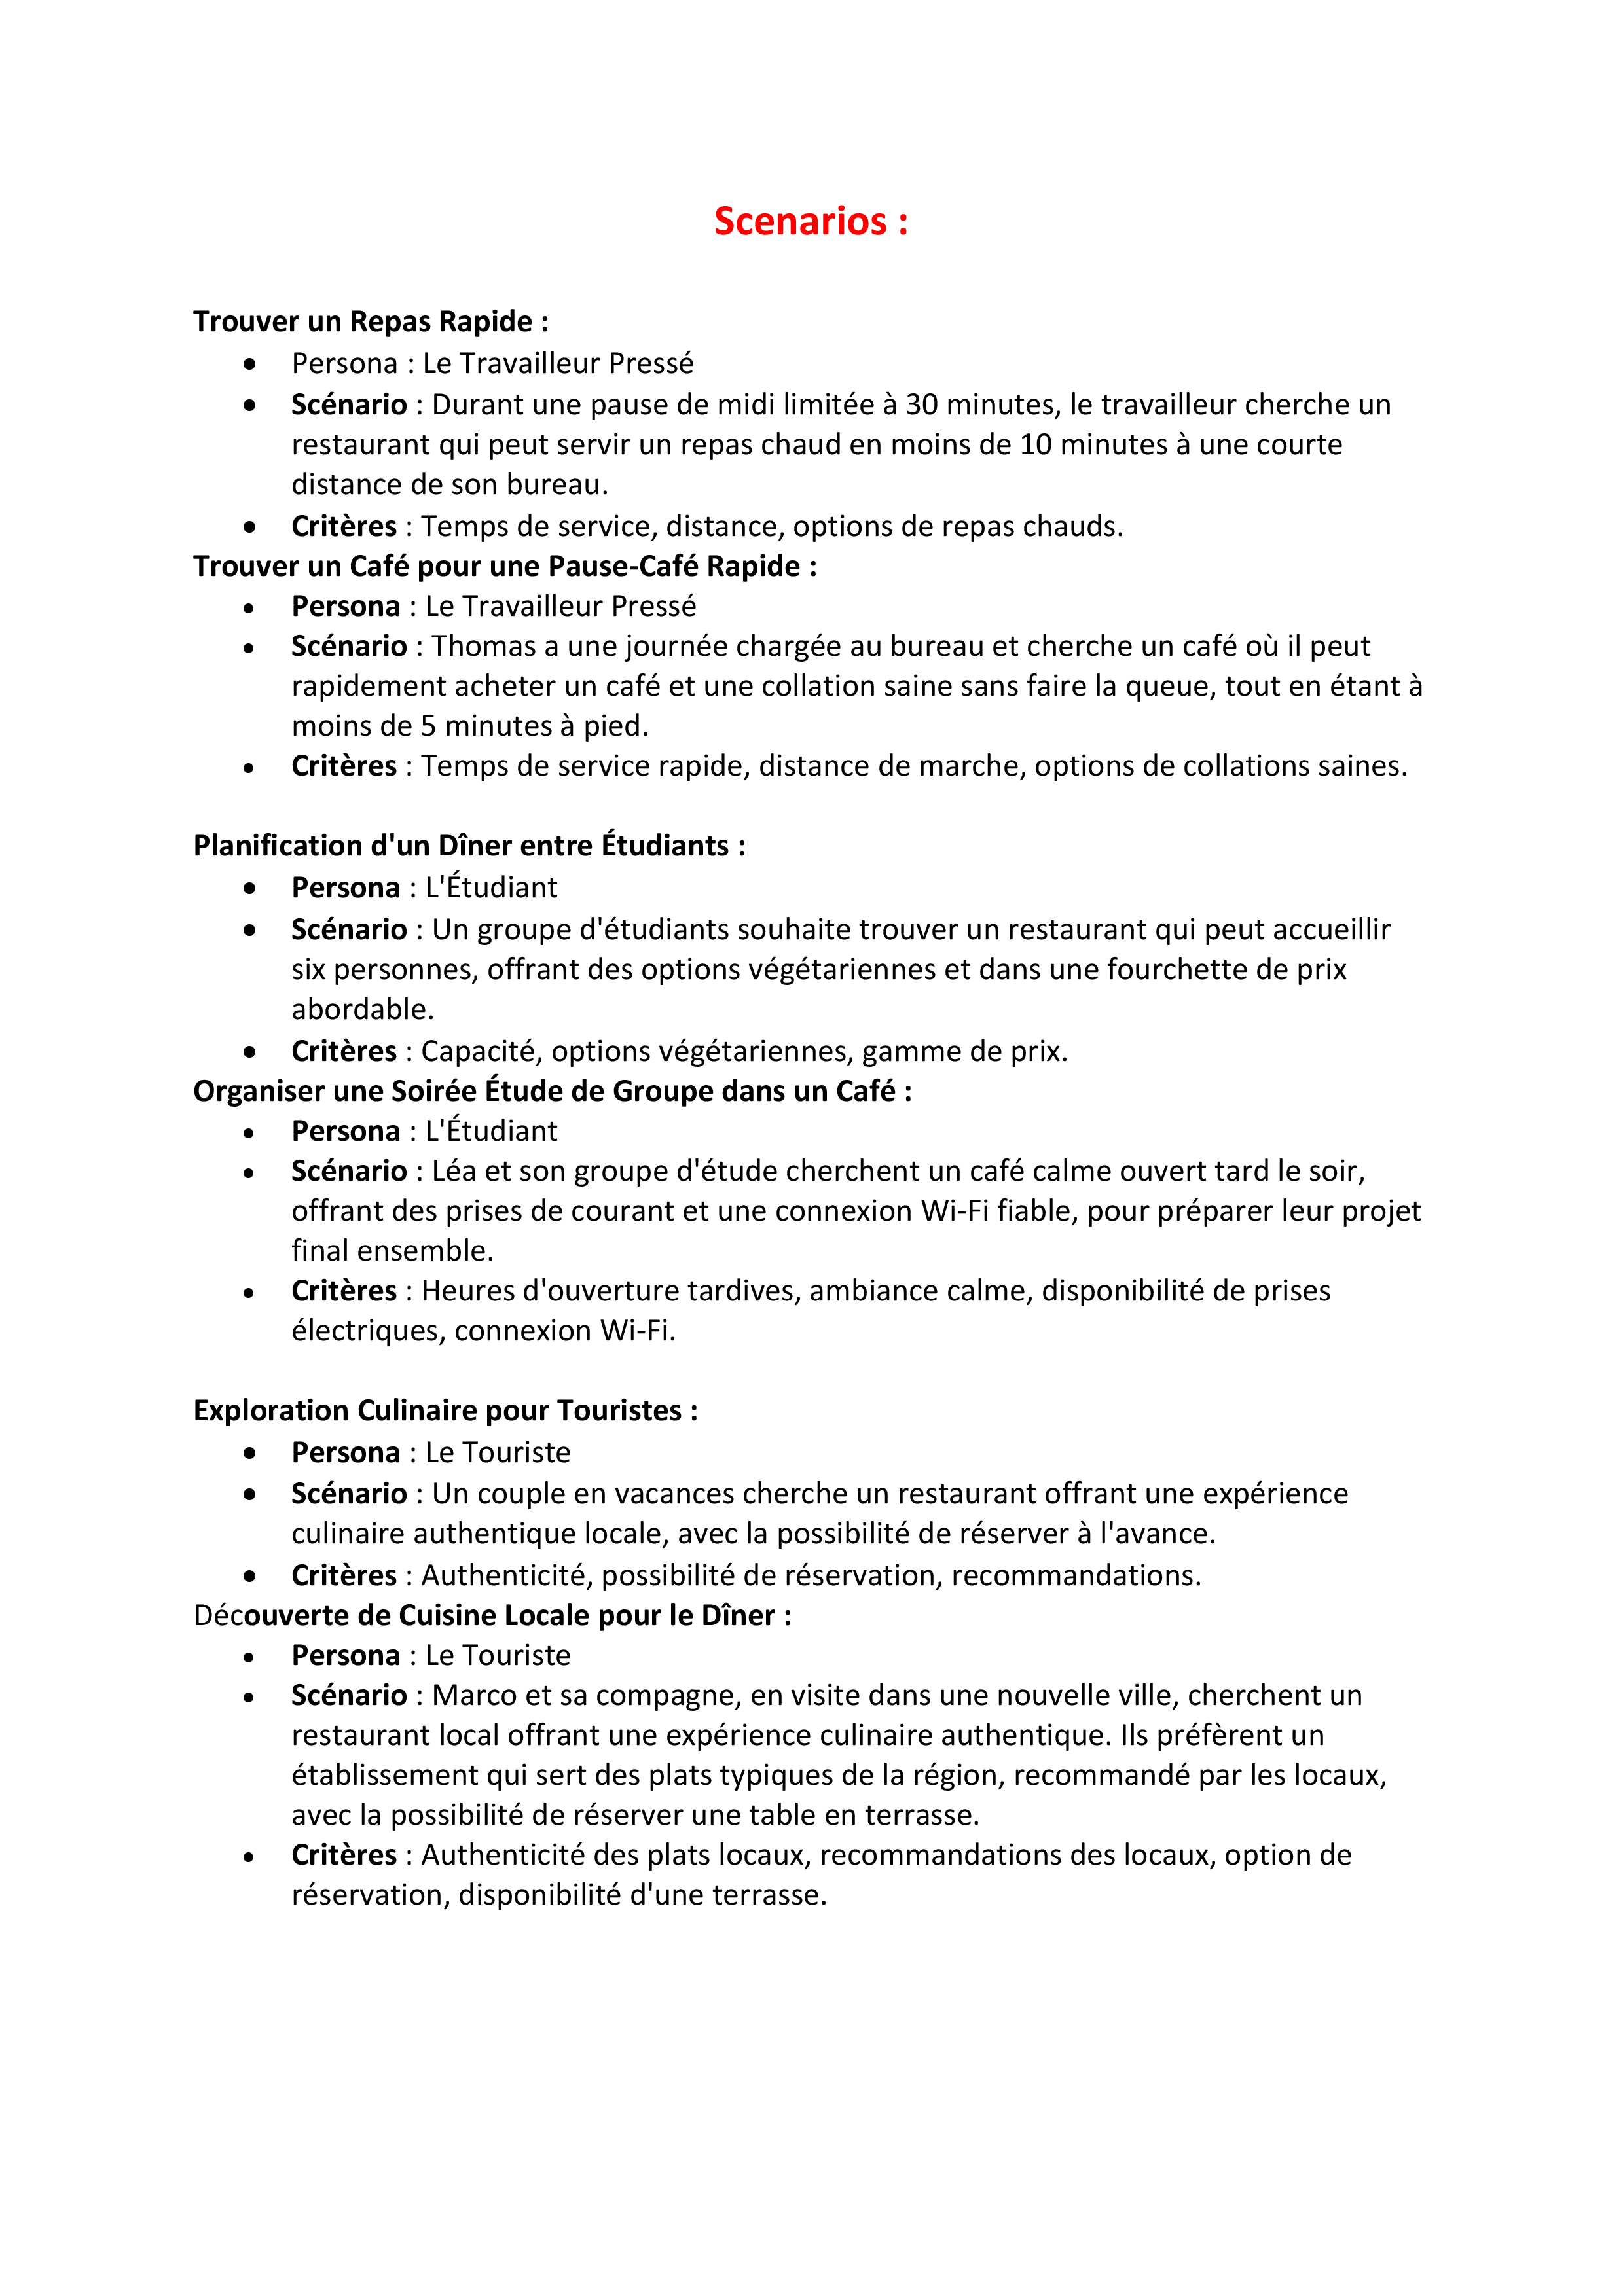 Scenarios :
Trouver un Repas Rapide :
• Persona : Le Travailleur Pressé
• Scénario : Durant une pause de midi limitée à 30 minutes, le travailleur cherche un
restaurant qui peut servir un repas chaud en moins de 10 minutes à une courte
distance de son bureau.
• Critères : Temps de service, distance, options de repas chauds.
Trouver un Café pour une Pause-Café Rapide :
• Persona : Le Travailleur Pressé
• Scénario : Thomas a une journée chargée au bureau et cherche un café où il peut
rapidement acheter un café et une collation saine sans faire la queue, tout en étant à
moins de 5 minutes à pied.
• Critères : Temps de service rapide, distance de marche, options de collations saines.
Planification d'un Dîner entre Étudiants :
• Persona : L'Étudiant
• Scénario : Un groupe d'étudiants souhaite trouver un restaurant qui peut accueillir
six personnes, offrant des options végétariennes et dans une fourchette de prix
abordable.
• Critères : Capacité, options végétariennes, gamme de prix.
Organiser une Soirée Étude de Groupe dans un Café :
• Persona : L'Étudiant
• Scénario : Léa et son groupe d'étude cherchent un café calme ouvert tard le soir,
offrant des prises de courant et une connexion Wi-Fi fiable, pour préparer leur projet
final ensemble.
• Critères : Heures d'ouverture tardives, ambiance calme, disponibilité de prises
électriques, connexion Wi-Fi.
Exploration Culinaire pour Touristes :
• Persona : Le Touriste
• Scénario : Un couple en vacances cherche un restaurant offrant une expérience
culinaire authentique locale, avec la possibilité de réserver à l'avance.
• Critères : Authenticité, possibilité de réservation, recommandations.
Découverte de Cuisine Locale pour le Dîner :
• Persona : Le Touriste
• Scénario : Marco et sa compagne, en visite dans une nouvelle ville, cherchent un
restaurant local offrant une expérience culinaire authentique. Ils préfèrent un
établissement qui sert des plats typiques de la région, recommandé par les locaux,
avec la possibilité de réserver une table en terrasse.
• Critères : Authenticité des plats locaux, recommandations des locaux, option de
réservation, disponibilité d'une terrasse.